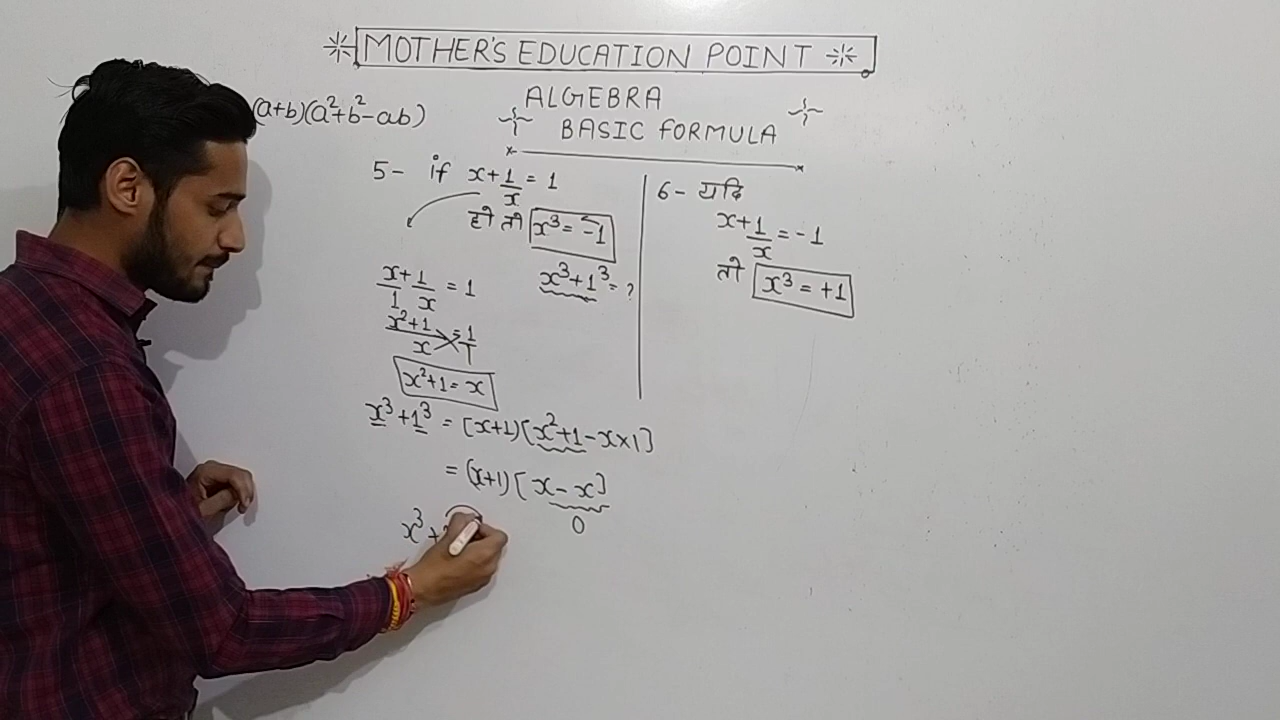 MOTHER'S EDUCATION POINT
ALGEBRA
BASIC FORMULA
(a+b)(a²+b²-ab)
5- if x+1/x = 1
हो तो x³ = -1
x³+1³ = ?
x/1+1/x = 1
x²+1/x = 1/1
x²+1 = x
x³+1³ = [x+1)[x²+1-x×1]
= (x+1)[x-x]
0
x³+
6- यदि
x+1/x = -1
तो x³ = +1